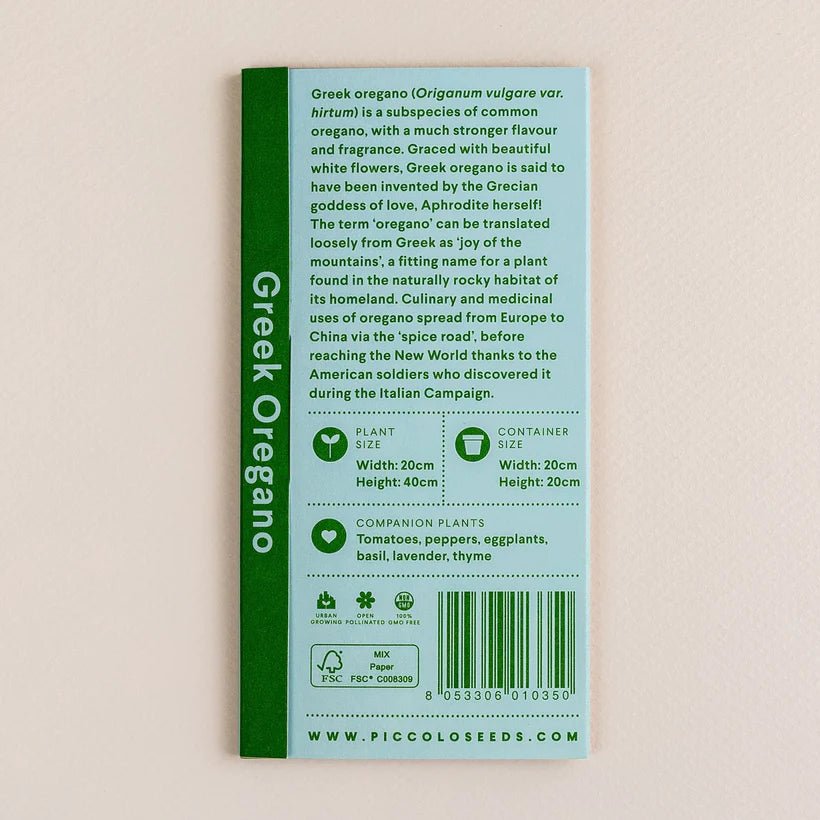 Greek Oregano
Greek oregano (Origanum vulgare var.
hirtum) is a subspecies of common
oregano, with a much stronger flavour
and fragrance. Graced with beautiful
white flowers, Greek oregano is said to
have been invented by the Grecian
goddess of love, Aphrodite herself!
The term ‘oregano’ can be translated
loosely from Greek as ‘joy of the
mountains’, a fitting name for a plant
found in the naturally rocky habitat of
its homeland. Culinary and medicinal
uses of oregano spread from Europe to
China via the ‘spice road’, before
reaching the New World thanks to the
American soldiers who discovered it
during the Italian Campaign.
PLANT
SIZE
Width: 20cm
Height: 40cm
CONTAINER
SIZE
Width: 20cm
Height: 20cm
COMPANION PLANTS
Tomatoes, peppers, eggplants,
basil, lavender, thyme
URBAN
GROWING
OPEN
POLLINATED
NON
GMO
100%
GMO FREE
FSC
MIX
Paper
FSC® C008309
8 053306 010350
WWW.PICCOLOSEEDS.COM